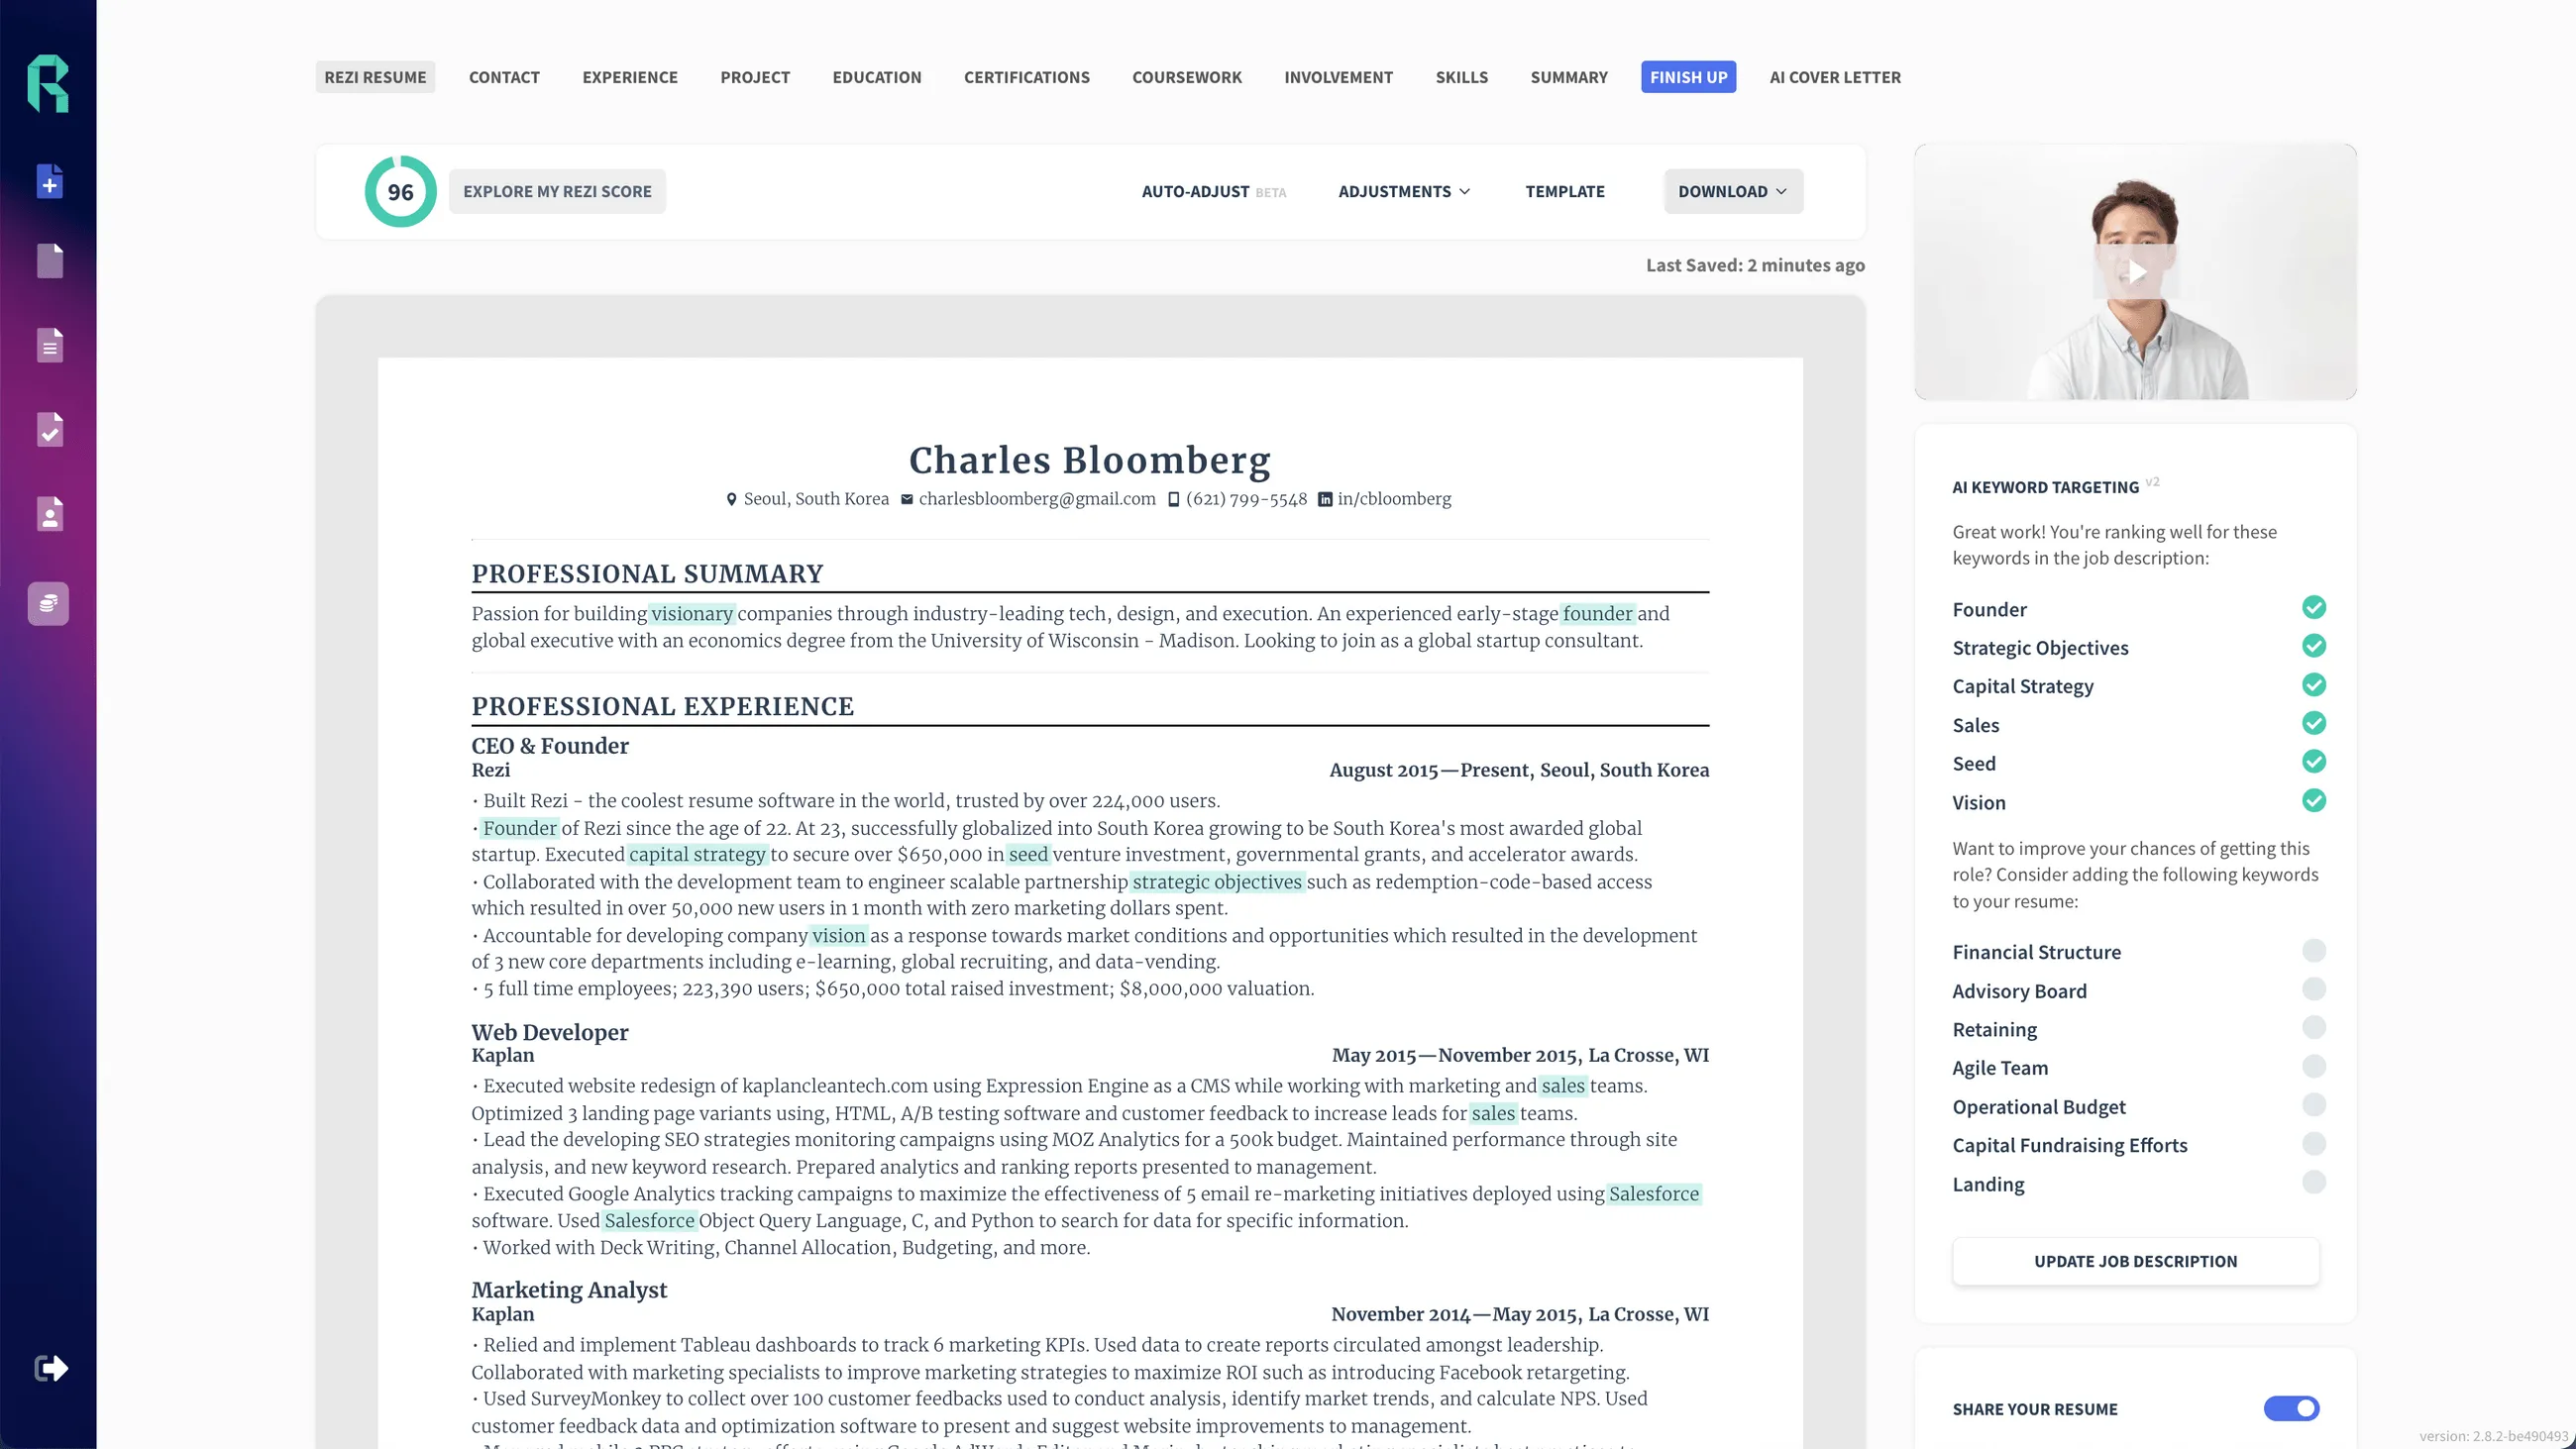 REZI RESUME CONTACT EXPERIENCE PROJECT EDUCATION CERTIFICATIONS COURSEWORK INVOLVEMENT SKILLS SUMMARY FINISH UP AI COVER LETTER
96 EXPLORE MY REZI SCORE AUTO-ADJUST BETA ADJUSTMENTS TEMPLATE DOWNLOAD
Last Saved: 2 minutes ago
Charles Bloomberg
Seoul, South Korea charlesbloomberg@gmail.com (621) 799-5548 in/cbloomberg
PROFESSIONAL SUMMARY
Passion for building visionary companies through industry-leading tech, design, and execution. An experienced early-stage founder and
global executive with an economics degree from the University of Wisconsin - Madison. Looking to join as a global startup consultant.
PROFESSIONAL EXPERIENCE
CEO & Founder
Rezi August 2015—Present, Seoul, South Korea
· Built Rezi - the coolest resume software in the world, trusted by over 224,000 users.
· Founder of Rezi since the age of 22. At 23, successfully globalized into South Korea growing to be South Korea's most awarded global
startup. Executed capital strategy to secure over $650,000 in seed venture investment, governmental grants, and accelerator awards.
· Collaborated with the development team to engineer scalable partnership strategic objectives such as redemption-code-based access
which resulted in over 50,000 new users in 1 month with zero marketing dollars spent.
· Accountable for developing company vision as a response towards market conditions and opportunities which resulted in the development
of 3 new core departments including e-learning, global recruiting, and data-vending.
· 5 full time employees; 223,390 users; $650,000 total raised investment; $8,000,000 valuation.
Web Developer
Kaplan May 2015—November 2015, La Crosse, WI
· Executed website redesign of kaplancleantech.com using Expression Engine as a CMS while working with marketing and sales teams.
Optimized 3 landing page variants using, HTML, A/B testing software and customer feedback to increase leads for sales teams.
· Lead the developing SEO strategies monitoring campaigns using MOZ Analytics for a 500k budget. Maintained performance through site
analysis, and new keyword research. Prepared analytics and ranking reports presented to management.
· Executed Google Analytics tracking campaigns to maximize the effectiveness of 5 email re-marketing initiatives deployed using Salesforce
software. Used Salesforce Object Query Language, C, and Python to search for data for specific information.
· Worked with Deck Writing, Channel Allocation, Budgeting, and more.
Marketing Analyst
Kaplan November 2014—May 2015, La Crosse, WI
· Relied and implement Tableau dashboards to track 6 marketing KPIs. Used data to create reports circulated amongst leadership.
Collaborated with marketing specialists to improve marketing strategies to maximize ROI such as introducing Facebook retargeting.
· Used SurveyMonkey to collect over 100 customer feedbacks used to conduct analysis, identify market trends, and calculate NPS. Used
customer feedback data and optimization software to present and suggest website improvements to management.
AI KEYWORD TARGETING v2
Great work! You're ranking well for these
keywords in the job description:
Founder
Strategic Objectives
Capital Strategy
Sales
Seed
Vision
Want to improve your chances of getting this
role? Consider adding the following keywords
to your resume:
Financial Structure
Advisory Board
Retaining
Agile Team
Operational Budget
Capital Fundraising Efforts
Landing
UPDATE JOB DESCRIPTION
SHARE YOUR RESUME
version: 2.8.2-be490493